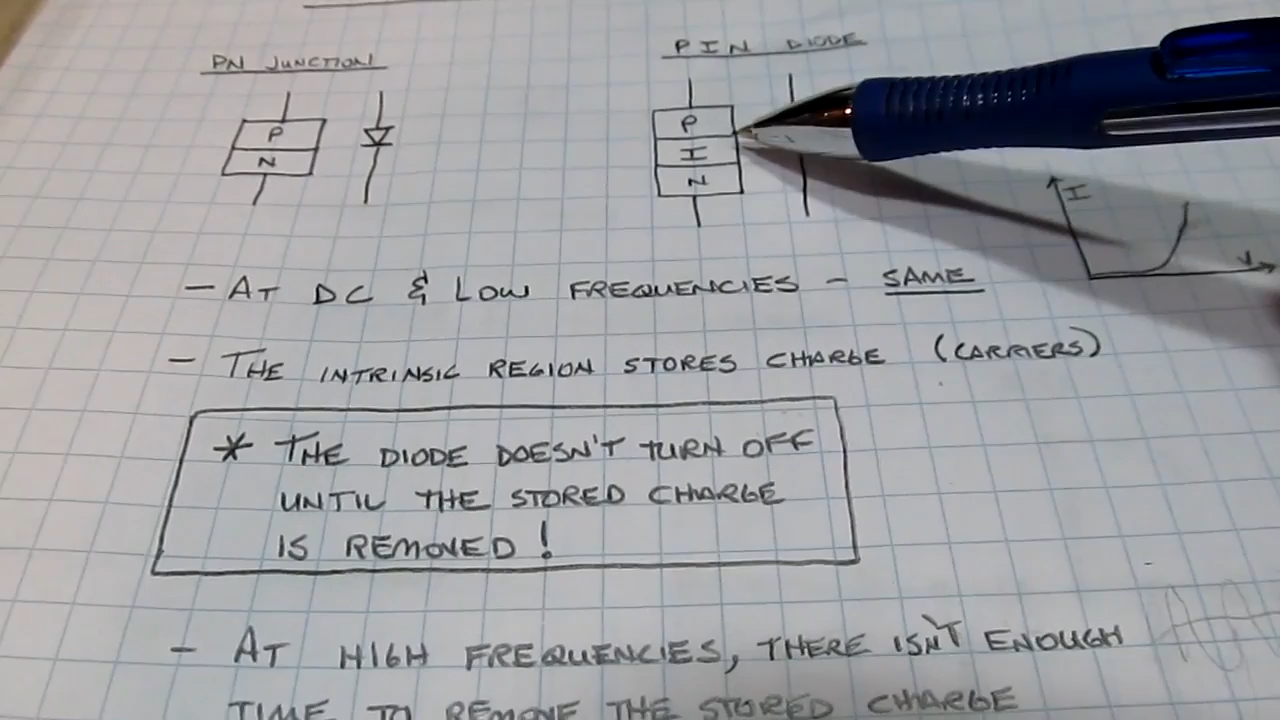 PN JUNCTION
P
N
PIN DIODE
P
I
N
I
V
- AT DC & LOW FREQUENCIES - SAME
- THE INTRINSIC REGION STORES CHARGE (CARRIERS)
* THE DIODE DOESN'T TURN OFF
UNTIL THE STORED CHARGE
IS REMOVED!
- AT HIGH FREQUENCIES, THERE ISN'T ENOUGH
TIME TO REMOVE THE STORED CHARGE